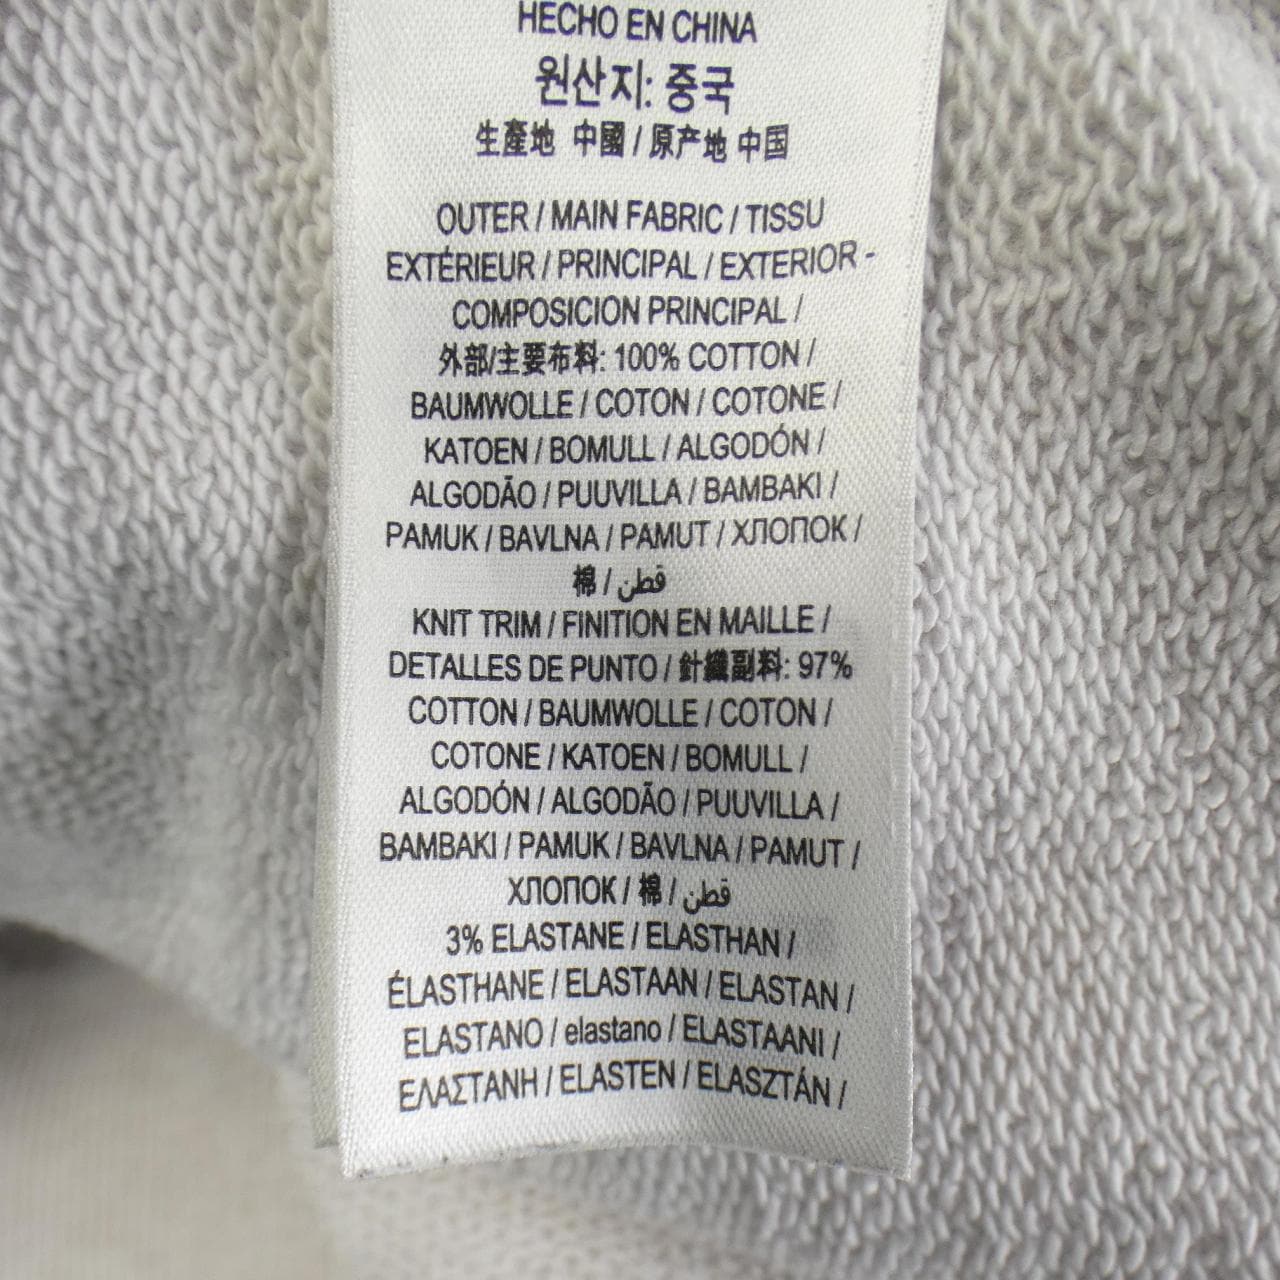 HECHO EN CHINA
원산지: 중국
生產地 中國 / 原产地 中国
OUTER / MAIN FABRIC / TISSU
EXTÉRIEUR / PRINCIPAL / EXTERIOR -
COMPOSICION PRINCIPAL /
外部/主要布料: 100% COTTON /
BAUMWOLLE / COTON / COTONE /
KATOEN / BOMULL / ALGODÓN /
ALGODÃO / PUUVILLA / BAMBAKI /
PAMUK / BAVLNA / PAMUT / ХЛОПОК /
棉 / قطن
KNIT TRIM / FINITION EN MAILLE /
DETALLES DE PUNTO / 針織副料: 97%
COTTON / BAUMWOLLE / COTON /
COTONE / KATOEN / BOMULL /
ALGODÓN / ALGODÃO / PUUVILLA /
BAMBAKI / PAMUK / BAVLNA / PAMUT /
ХЛОПОК / 棉 / قطن
3% ELASTANE / ELASTHAN /
ÉLASTHANE / ELASTAAN / ELASTAN /
ELASTANO / elastano / ELASTAANI /
ΕΛΑΣΤΑΝΗ / ELASTEN / ELASZTÁN /